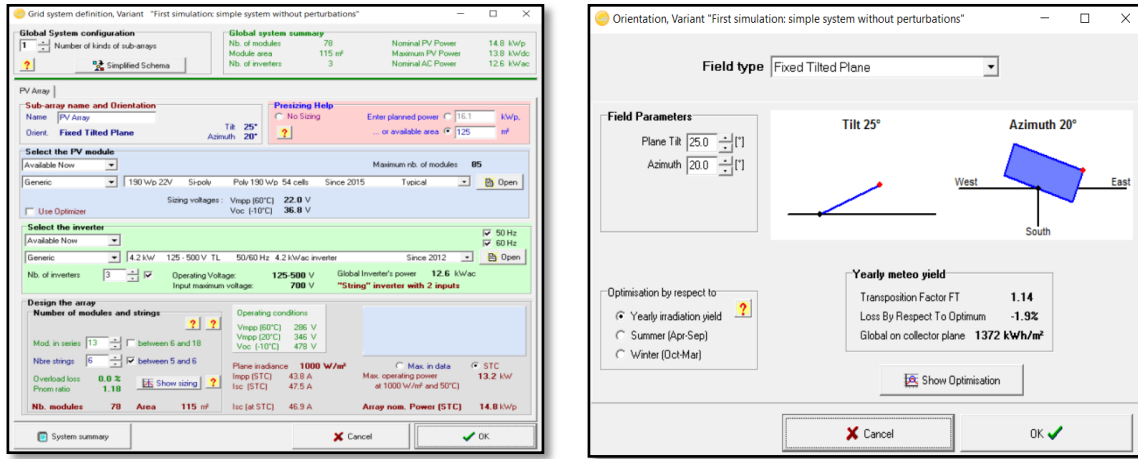 Grid system definition, Variant "First simulation: simple system without perturbations"
Global System configuration
1 Number of kinds of sub-arrays
? Simplified Schema
Global system summary
Nb. of modules 78 Nominal PV Power 14.8 kWp
Module area 115 m² Maximum PV Power 13.8 kWdc
Nb. of inverters 3 Nominal AC Power 12.6 kWac
PV Array
Sub-array name and Orientation
Name PV Array
Orient. Fixed Tilted Plane
Tilt 25°
Azimuth 20°
Presizing Help
No Sizing Enter planned power 16.1 kWp,
? ... or available area 125 m²
Select the PV module
Available Now Maximum nb. of modules 85
Generic 190 Wp 22V Si-poly Poly 190 Wp 54 cells Since 2015 Typical Open
Use Optimizer
Sizing voltages : Vmpp (60°C) 22.0 V
Voc (-10°C) 36.8 V
Select the inverter
Available Now
50 Hz
60 Hz
Generic 4.2 kW 125 - 500 V TL 50/60 Hz 4.2 kWac inverter Since 2012 Open
Nb. of inverters 3 Operating Voltage: 125-500 V Global Inverter's power 12.6 kWac
Input maximum voltage: 700 V "String" inverter with 2 inputs
Design the array
Number of modules and strings
? ?
Mod. in series 13 between 6 and 18
Nbre strings 6 between 5 and 6
Overload loss 0.0 %
Pnom ratio 1.18
Show sizing ?
Nb. modules 78 Area 115 m²
Operating conditions
Vmpp (60°C) 286 V
Vmpp (20°C) 346 V
Voc (-10°C) 478 V
Plane irradiance 1000 W/m²
Impp (STC) 43.8 A
Isc (STC) 47.5 A
Isc (at STC) 46.9 A
Max. in data STC
Max. operating power 13.2 kW
at 1000 W/m² and 50°C)
Array nom. Power (STC) 14.8 kWp
System summary Cancel OK
Orientation, Variant "First simulation: simple system without perturbations"
Field type Fixed Tilted Plane
Field Parameters
Plane Tilt 25.0 [°]
Azimuth 20.0 [°]
Tilt 25°
Azimuth 20°
West East
South
Optimisation by respect to
?
Yearly irradiation yield
Summer (Apr-Sep)
Winter (Oct-Mar)
Yearly meteo yield
Transposition Factor FT 1.14
Loss By Respect To Optimum -1.9%
Global on collector plane 1372 kWh/m²
Show Optimisation
Cancel OK